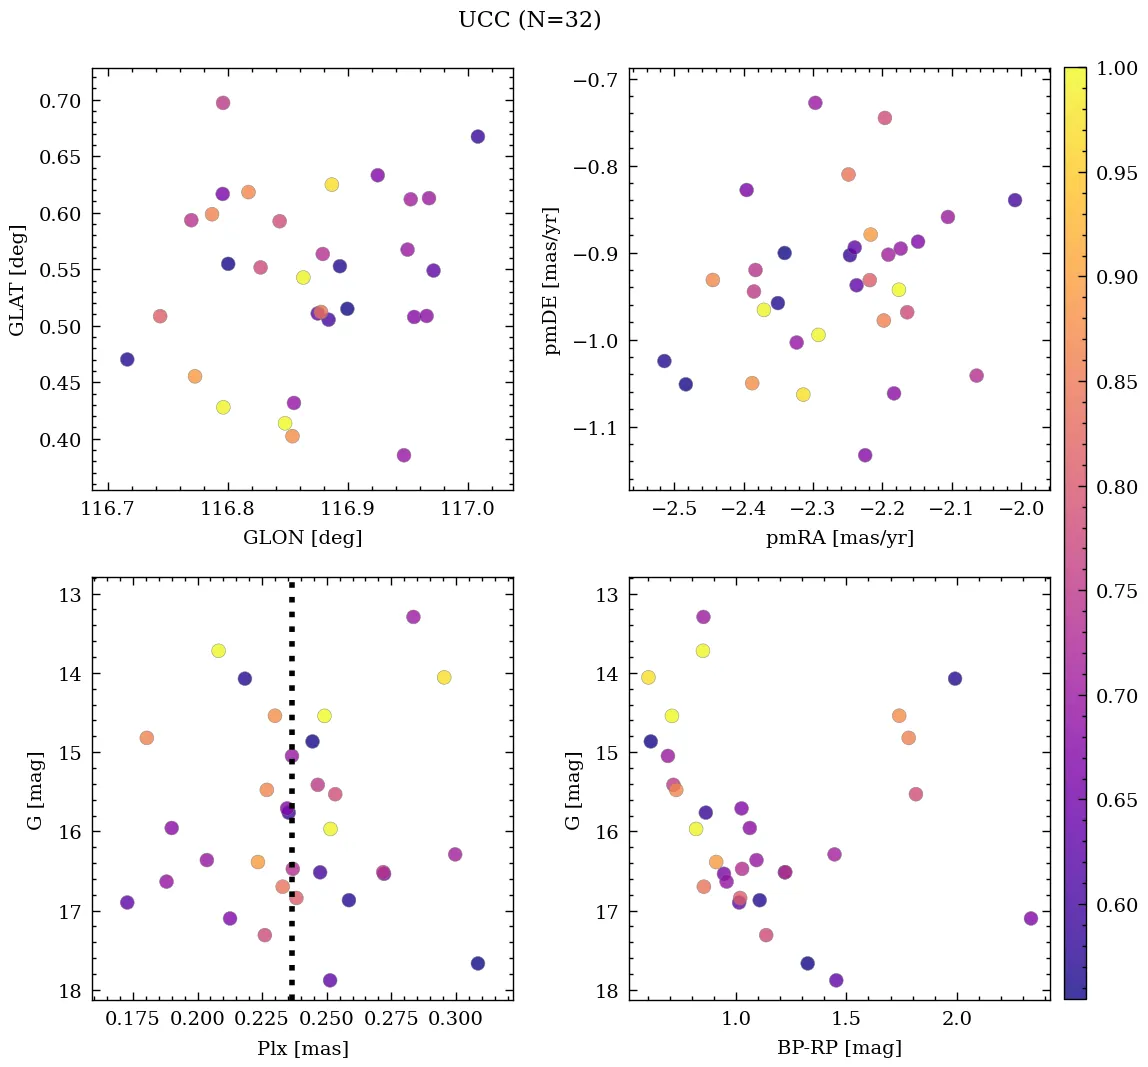 UCC (N=32)
0.70
0.65
0.60
0.55
0.50
0.45
0.40
GLAT [deg]
116.7 116.8 116.9 117.0
GLON [deg]
−0.7
−0.8
−0.9
−1.0
−1.1
pmDE [mas/yr]
−2.5 −2.4 −2.3 −2.2 −2.1 −2.0
pmRA [mas/yr]
1.00
0.95
0.90
0.85
0.80
0.75
0.70
0.65
0.60
13
14
15
16
17
18
G [mag]
0.175 0.200 0.225 0.250 0.275 0.300
Plx [mas]
13
14
15
16
17
18
G [mag]
1.0 1.5 2.0
BP-RP [mag]